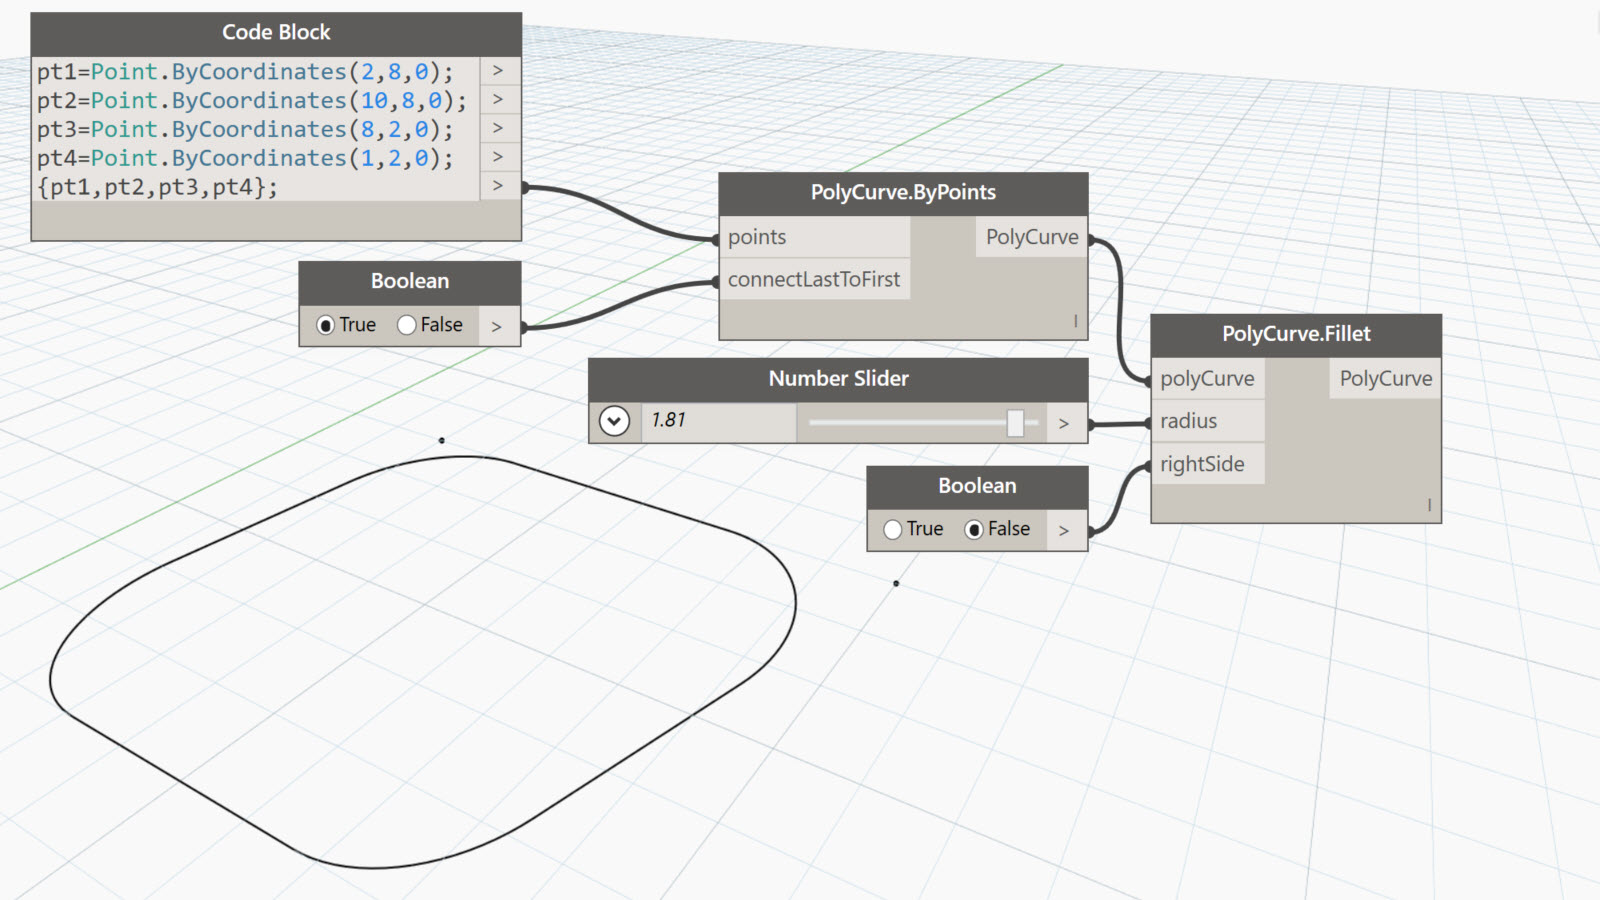 Code Block
pt1=Point.ByCoordinates(2,8,0); >
pt2=Point.ByCoordinates(10,8,0); >
pt3=Point.ByCoordinates(8,2,0); >
pt4=Point.ByCoordinates(1,2,0); >
{pt1,pt2,pt3,pt4}; >
PolyCurve.ByPoints
points PolyCurve
connectLastToFirst
Boolean
True False >
PolyCurve.Fillet
polyCurve PolyCurve
radius
rightSide
Number Slider
1.81 >
Boolean
True False >